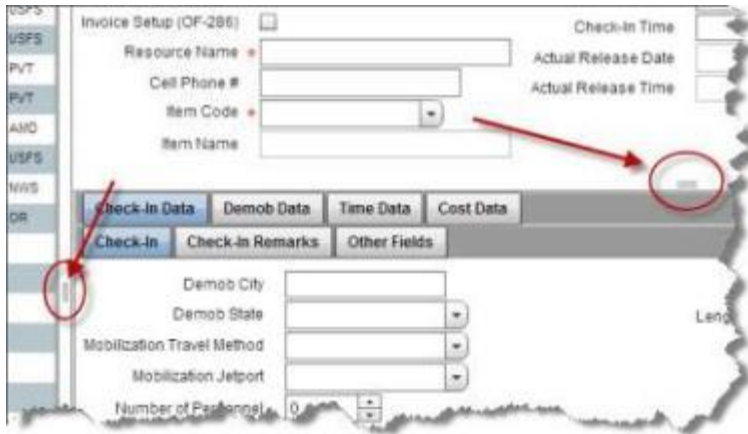 USFS
USFS
PVT
PVT
AMD
USFS
NWS
OR
Invoice Setup (OF-286)
Resource Name *
Cell Phone #
Item Code *
Item Name
Check-In Time
Actual Release Date
Actual Release Time
Check-In Data Demob Data Time Data Cost Data
Check-In Check-In Remarks Other Fields
Demob City
Demob State
Mobilization Travel Method
Mobilization Jetport
Number of Personnel 0
Leng